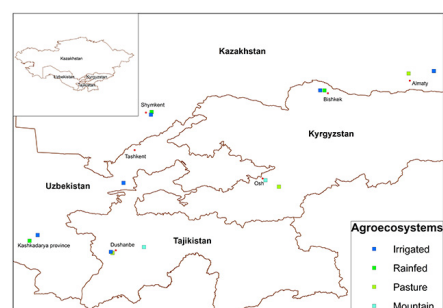 Kazakhstan
Kazakhstan
Uzbekistan
Kyrgyzstan
Tajikistan
Almaty
Bishkek
Shymkent
Kyrgyzstan
Tashkent
Uzbekistan
Osh
Kashkadarya province
Dushanbe
Tajikistan
Agroecosystems
Irrigated
Rainfed
Pasture
Mountain